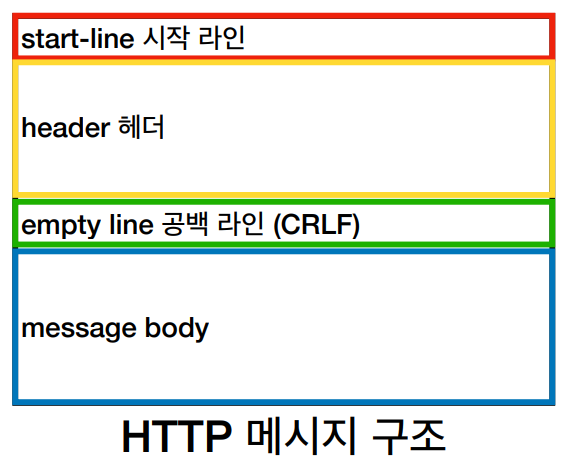 start-line 시작 라인
header 헤더
empty line 공백 라인 (CRLF)
message body
HTTP 메시지 구조